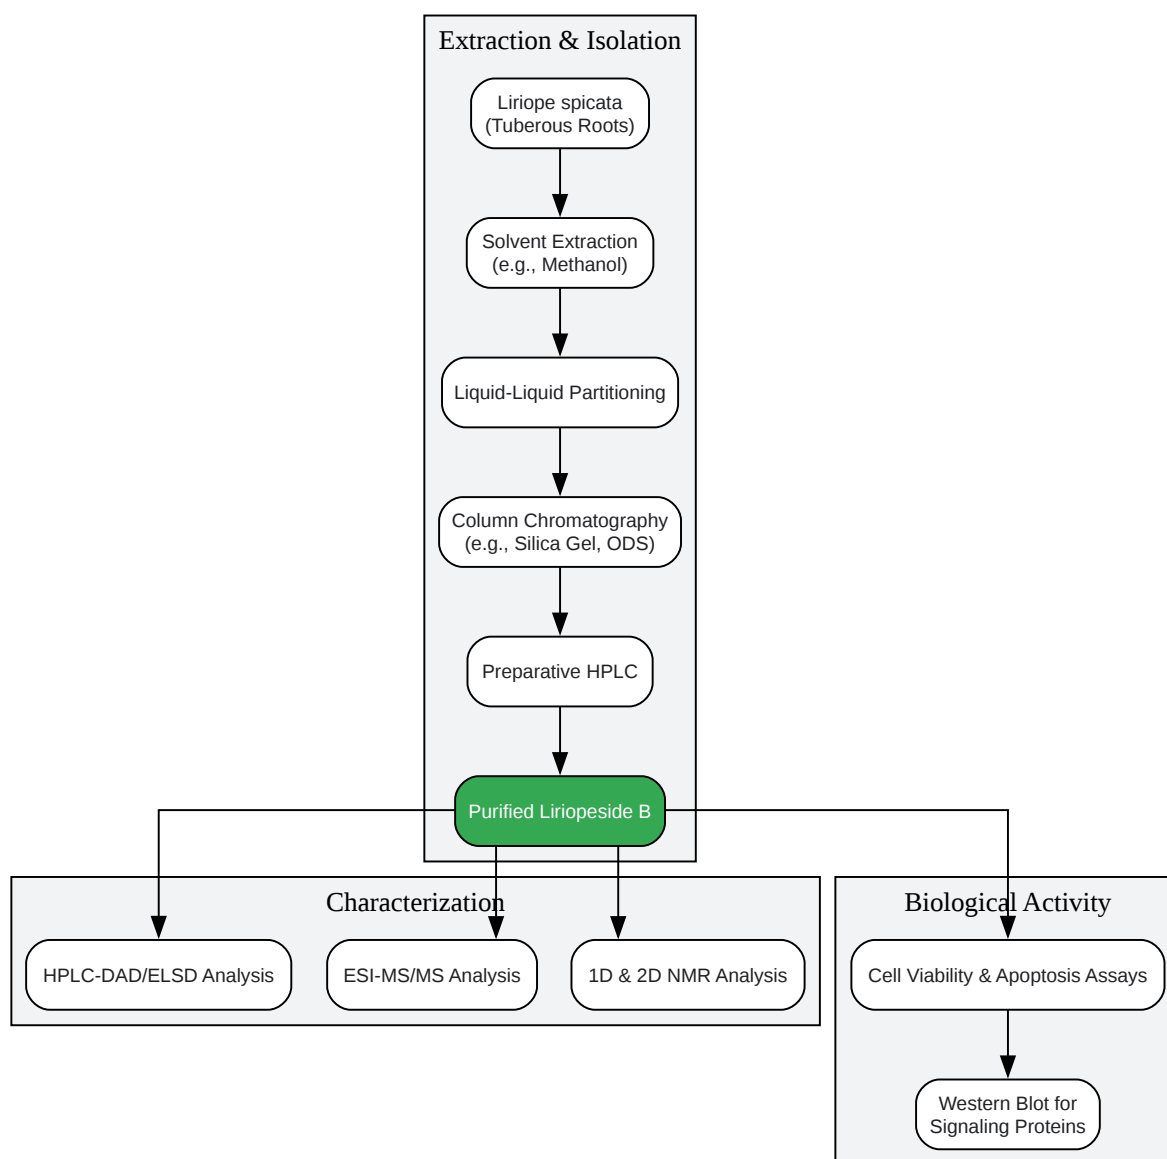 Extraction & Isolation
Liriope spicata
(Tuberous Roots)
Solvent Extraction
(e.g., Methanol)
Liquid-Liquid Partitioning
Column Chromatography
(e.g., Silica Gel, ODS)
Preparative HPLC
Purified Liriopeside B
Characterization
HPLC-DAD/ELSD Analysis
ESI-MS/MS Analysis
1D & 2D NMR Analysis
Biological Activity
Cell Viability & Apoptosis Assays
Western Blot for
Signaling Proteins